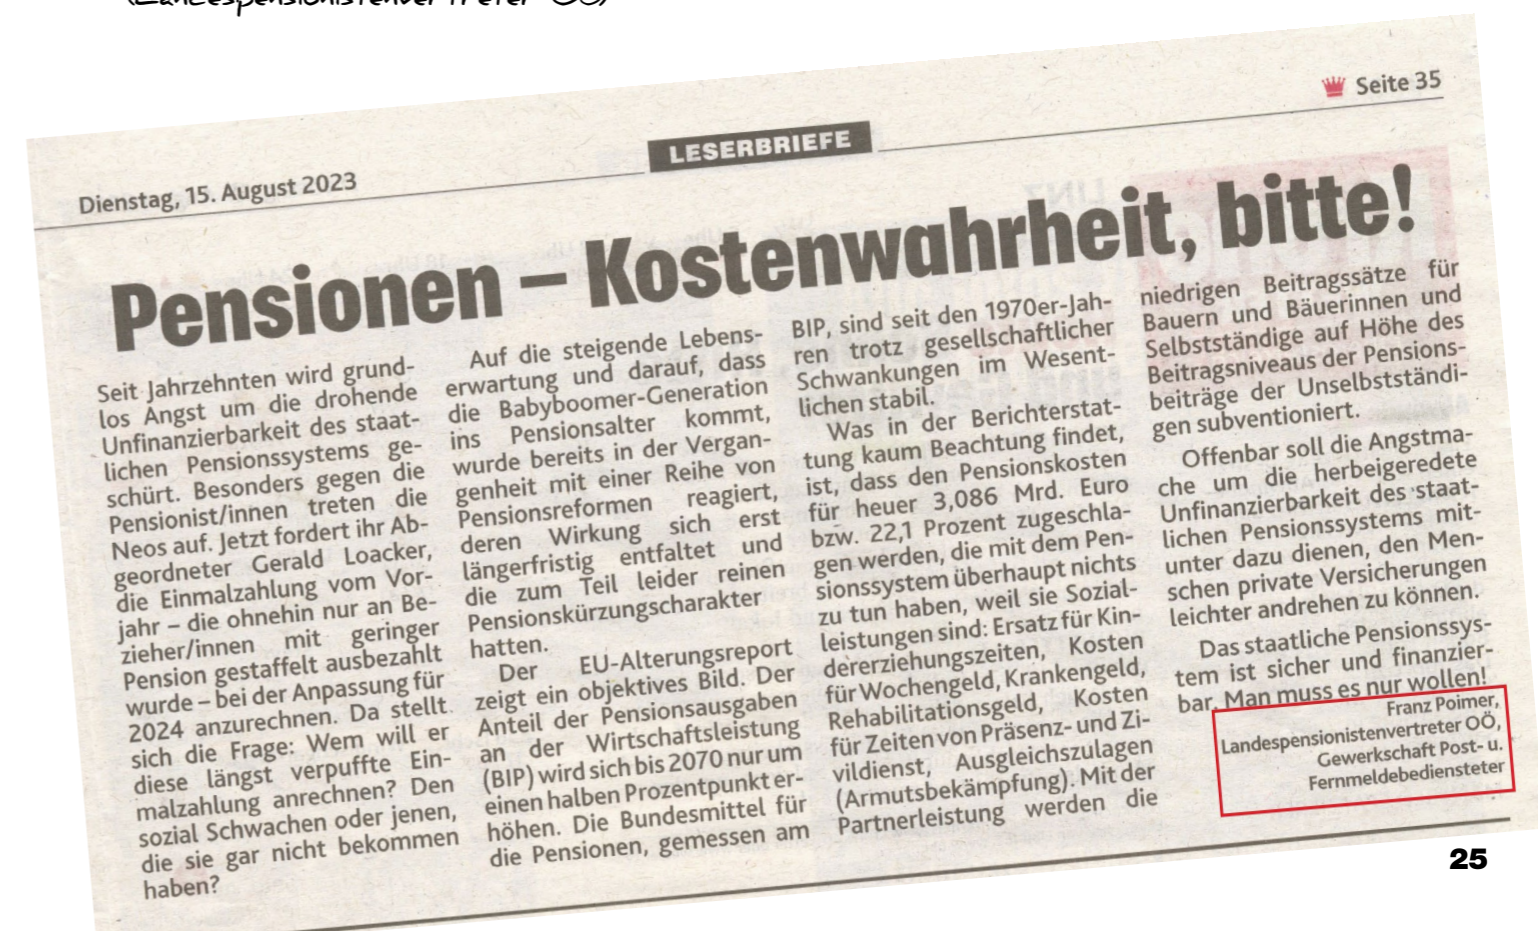 (Landespensionistenvertreter OÖ)
Seite 35
LESERBRIEFE
Dienstag, 15. August 2023
Pensionen – Kostenwahrheit, bitte!
Seit Jahrzehnten wird grund-
los Angst um die drohende
Unfinanzierbarkeit des staat-
lichen Pensionssystems ge-
schürt. Besonders gegen die
Pensionist/innen treten die
Neos auf. Jetzt fordert ihr Ab-
geordneter Gerald Loacker,
die Einmalzahlung vom Vor-
jahr – die ohnehin nur an Be-
zieher/innen mit geringer
Pension gestaffelt ausbezahlt
wurde – bei der Anpassung für
2024 anzurechnen. Da stellt
sich die Frage: Wem will er
diese längst verpuffte Ein-
malzahlung anrechnen? Den
sozial Schwachen oder jenen,
die sie gar nicht bekommen
haben?
Auf die steigende Lebens-
erwartung und darauf, dass
die Babyboomer-Generation
ins Pensionsalter kommt,
wurde bereits in der Vergan-
genheit mit einer Reihe von
Pensionsreformen reagiert,
deren Wirkung sich erst
längerfristig entfaltet und
die zum Teil leider reinen
Pensionskürzungscharakter
hatten.
Der EU-Alterungsreport
zeigt ein objektives Bild. Der
Anteil der Pensionsausgaben
an der Wirtschaftsleistung
(BIP) wird sich bis 2070 nur um
einen halben Prozentpunkt er-
höhen. Die Bundesmittel für
die Pensionen, gemessen am
BIP, sind seit den 1970er-Jah-
ren trotz gesellschaftlicher
Schwankungen im Wesent-
lichen stabil.
Was in der Berichterstat-
tung kaum Beachtung findet,
ist, dass den Pensionskosten
für heuer 3,086 Mrd. Euro
bzw. 22,1 Prozent zugeschla-
gen werden, die mit dem Pen-
sionssystem überhaupt nichts
zu tun haben, weil sie Sozial-
leistungen sind: Ersatz für Kin-
dererziehungszeiten, Kosten
für Wochengeld, Krankengeld,
Rehabilitationsgeld, Kosten
für Zeiten von Präsenz- und Zi-
vildienst, Ausgleichszulagen
(Armutsbekämpfung). Mit der
Partnerleistung werden die
niedrigen Beitragssätze für
Bauern und Bäuerinnen und
Selbstständige auf Höhe des
Beitragsniveaus der Pensions-
beiträge der Unselbstständi-
gen subventioniert.
Offenbar soll die Angstma-
che um die herbeigeredete
Unfinanzierbarkeit des staat-
lichen Pensionssystems mit-
unter dazu dienen, den Men-
schen private Versicherungen
leichter andrehen zu können.
Das staatliche Pensionssys-
tem ist sicher und finanzier-
bar. Man muss es nur wollen!
Franz Poimer,
Landespensionistenvertreter OÖ,
Gewerkschaft Post- u.
Fernmeldebediensteter
25